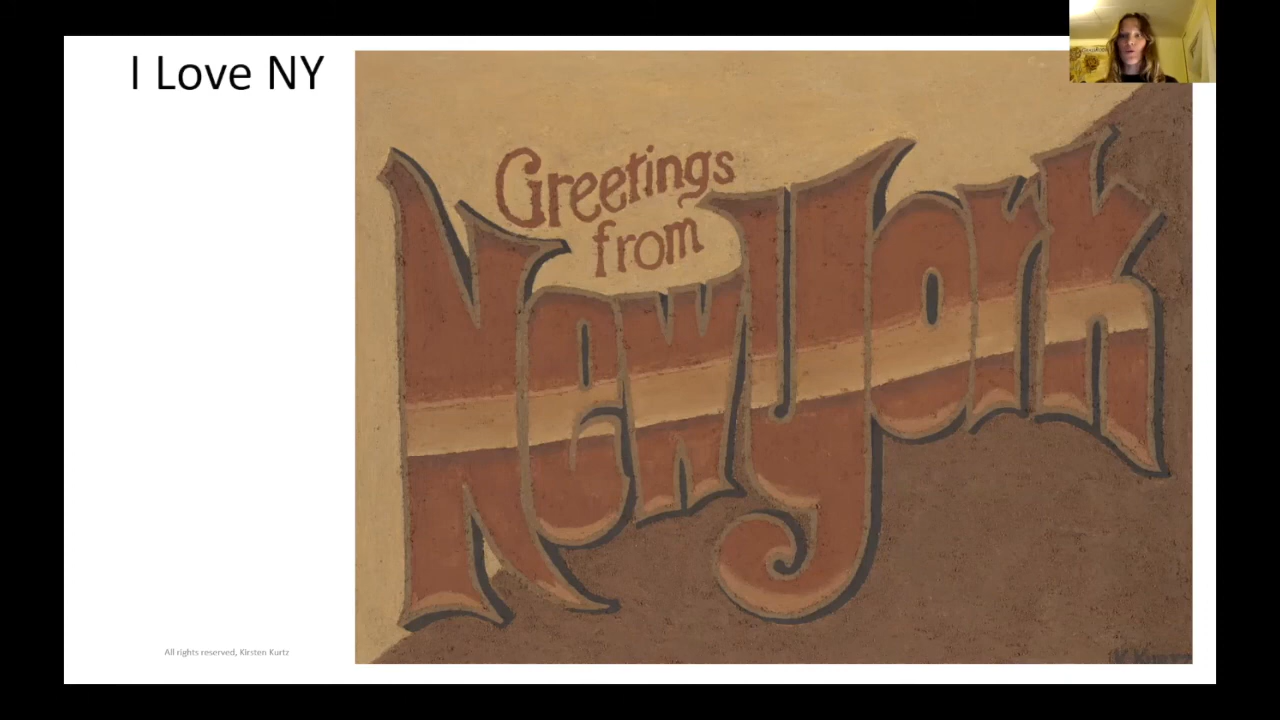 I Love NY
Greetings
from
New York
All rights reserved, Kirsten Kurtz